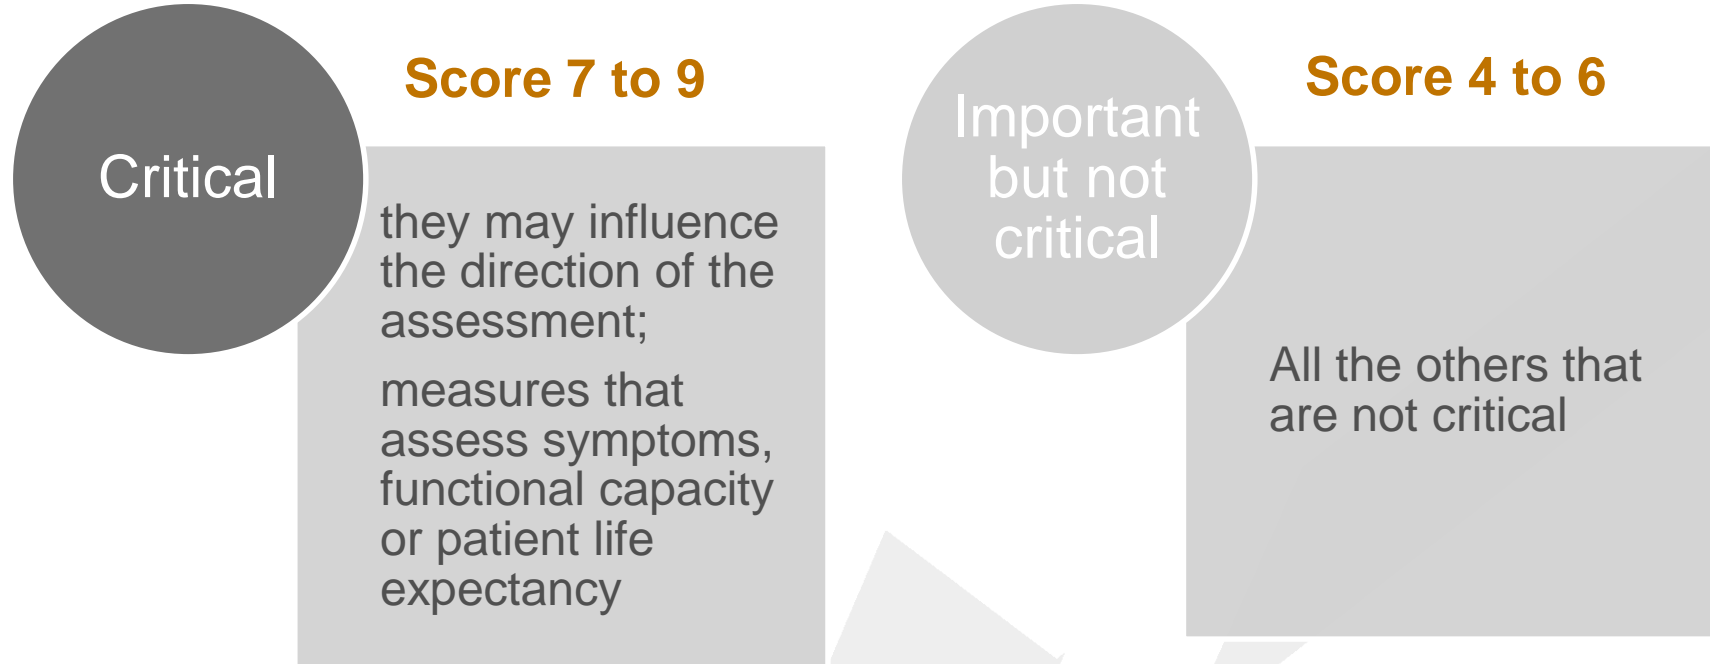 Critical
Score 7 to 9
they may influence
the direction of the
assessment;
measures that
assess symptoms,
functional capacity
or patient life
expectancy
Important
but not
critical
Score 4 to 6
All the others that
are not critical